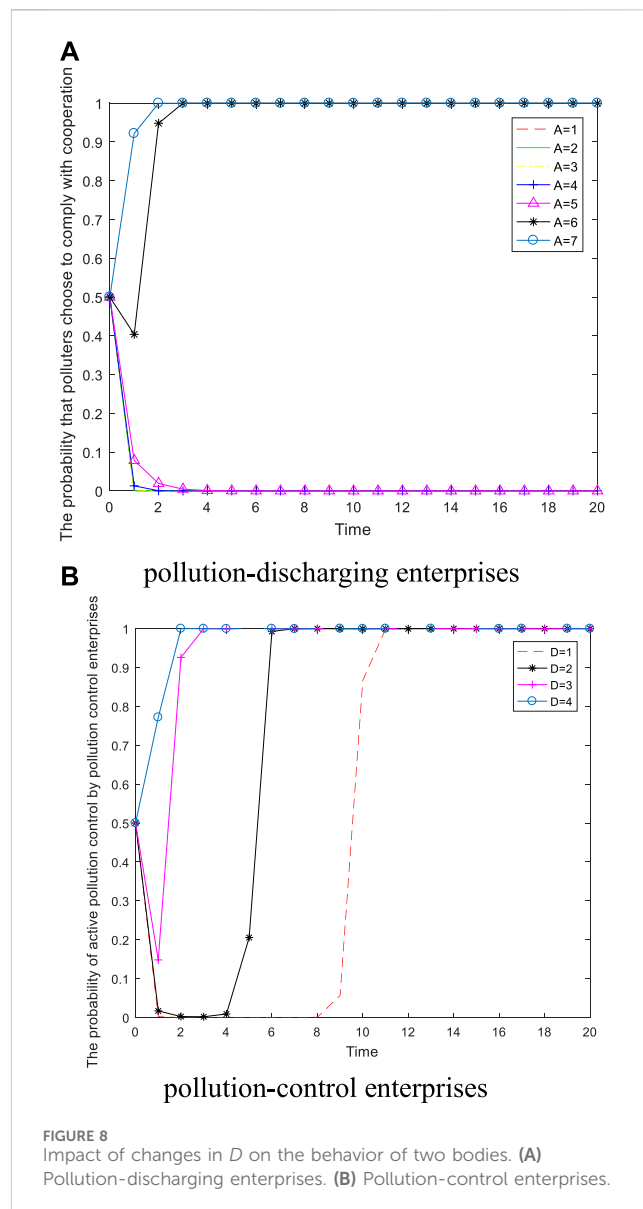 A
The probability that polluters choose to comply with cooperation
1
0.9
0.8
0.7
0.6
0.5
0.4
0.3
0.2
0.1
0
0 2 4 6 8 10 12 14 16 18 20
Time
A=1
A=2
A=3
A=4
A=5
A=6
A=7
pollution-discharging enterprises
B
The probability of active pollution control by pollution control enterprises
1
0.9
0.8
0.7
0.6
0.5
0.4
0.3
0.2
0.1
0
0 2 4 6 8 10 12 14 16 18 20
Time
D=1
D=2
D=3
D=4
pollution-control enterprises
FIGURE 8
Impact of changes in D on the behavior of two bodies. (A)
Pollution-discharging enterprises. (B) Pollution-control enterprises.